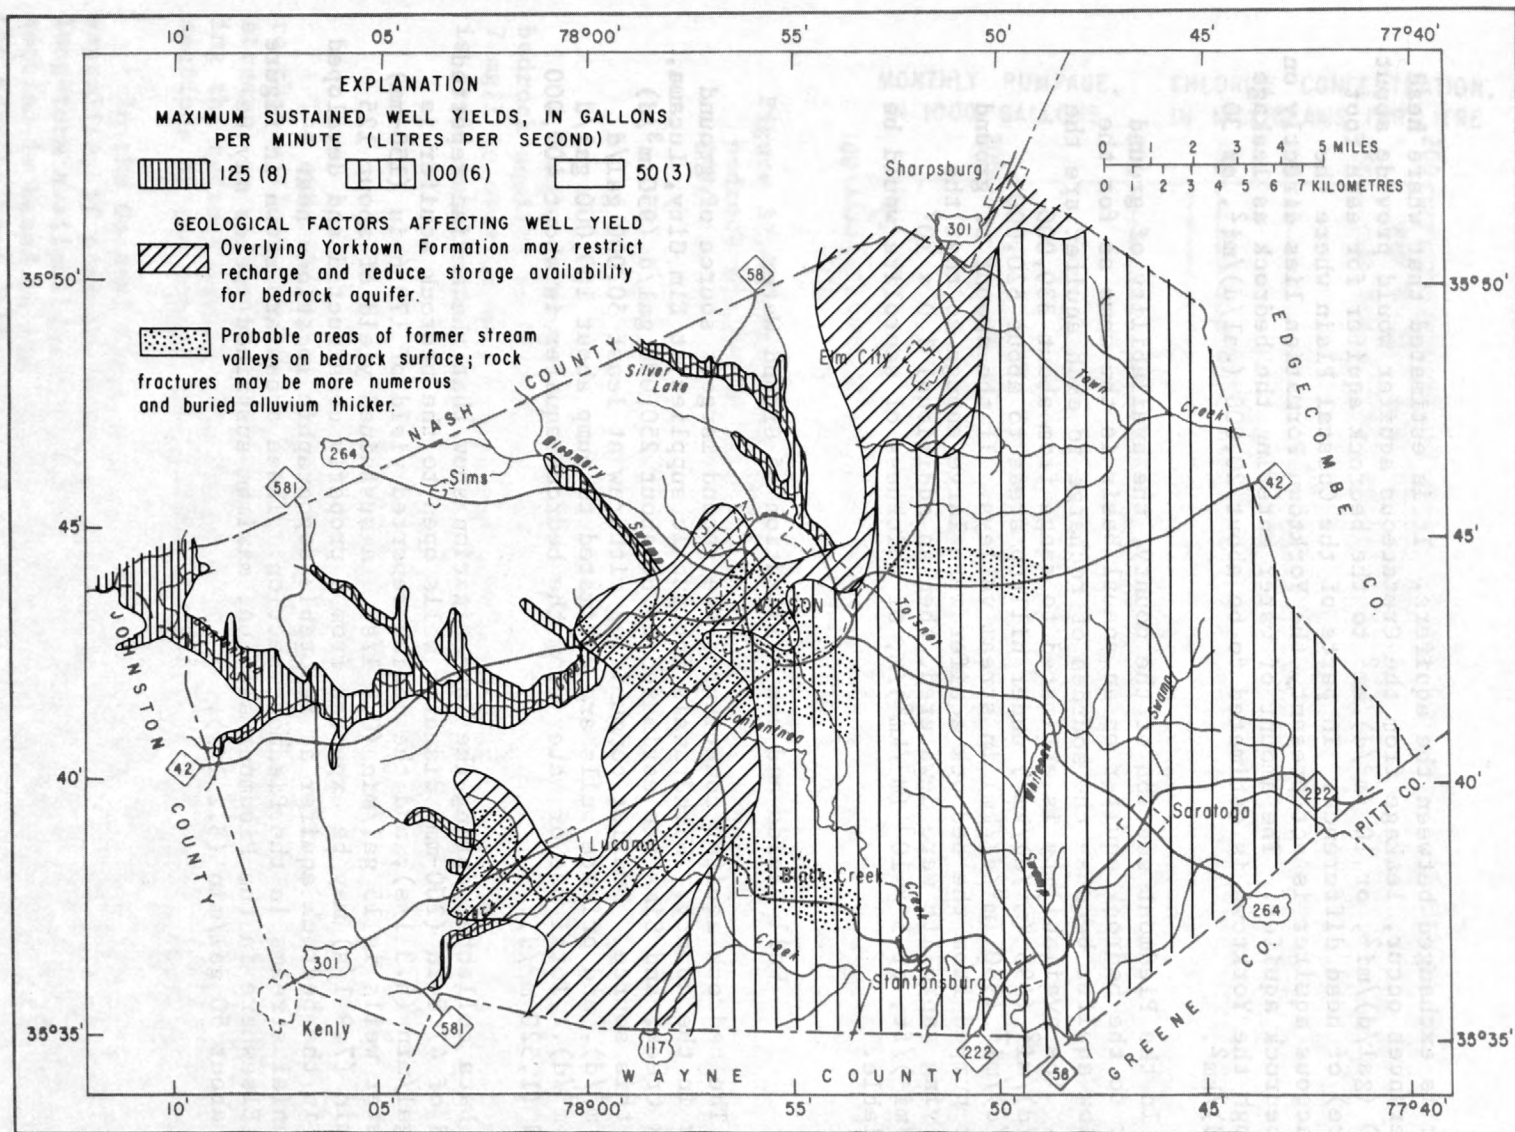 10'
05'
78°00'
55'
50'
45'
77°40'
EXPLANATION
MAXIMUM SUSTAINED WELL YIELDS, IN GALLONS
PER MINUTE (LITRES PER SECOND)
125 (8)
100 (6)
50 (3)
GEOLOGICAL FACTORS AFFECTING WELL YIELD
Overlying Yorktown Formation may restrict
recharge and reduce storage availability
for bedrock aquifer.
Probable areas of former stream
valleys on bedrock surface; rock
fractures may be more numerous
and buried alluvium thicker.
0 1 2 3 4 5 MILES
0 1 2 3 4 5 6 7 KILOMETRES
Sharpsburg
301
35°50'
58
35°50'
EDGECOMBE CO.
NASH COUNTY
Silver
Lake
Elm City
Town Creek
264
Bloomery Swamp
Sims
581
42
45'
45'
JOHNSTON COUNTY
Contentnea
WILSON
Toisnot
Creek
Contentnea
Swamp
Whiteoak
Swamp
42
40'
40'
222
PITT CO.
Saratoga
Lucama
Black Creek
Creek
264
301
Creek
Stantonsburg
Kenly
581
35°35'
35°35'
117
222
58
GREENE CO.
WAYNE COUNTY
10'
05'
78°00'
55'
50'
45'
77°40'